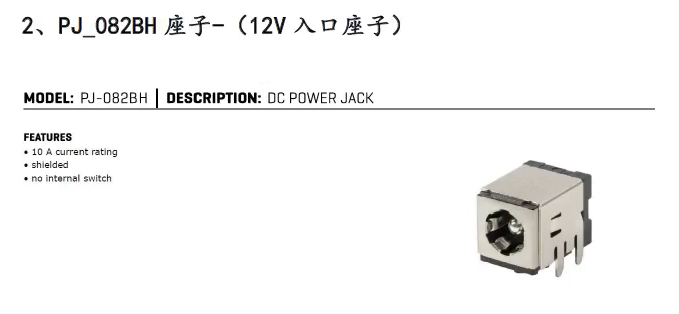 2、PJ_082BH 座子-（12V 入口座子）
MODEL: PJ-082BH | DESCRIPTION: DC POWER JACK
FEATURES
• 10 A current rating
• shielded
• no internal switch